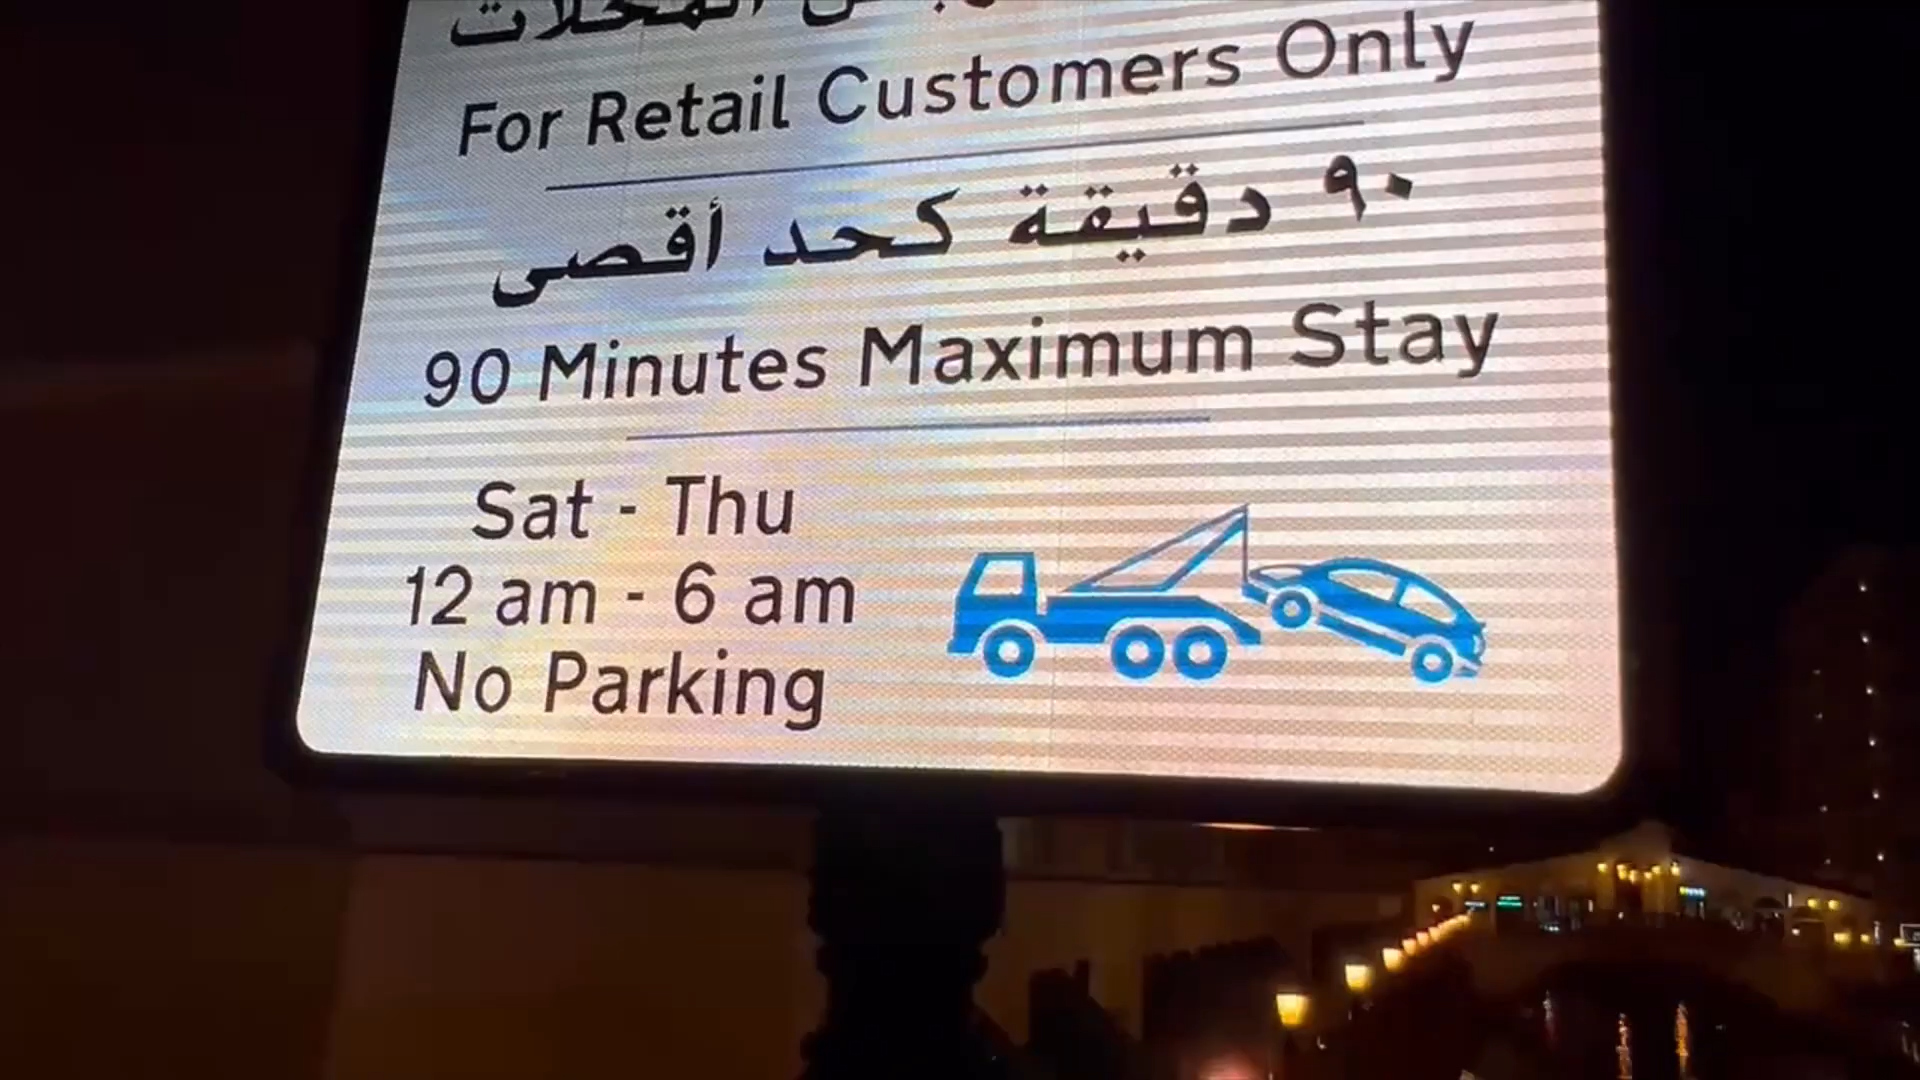 المحلات
For Retail Customers Only
٩٠ دقيقة كحد أقصى
90 Minutes Maximum Stay
Sat - Thu
12 am - 6 am
No Parking